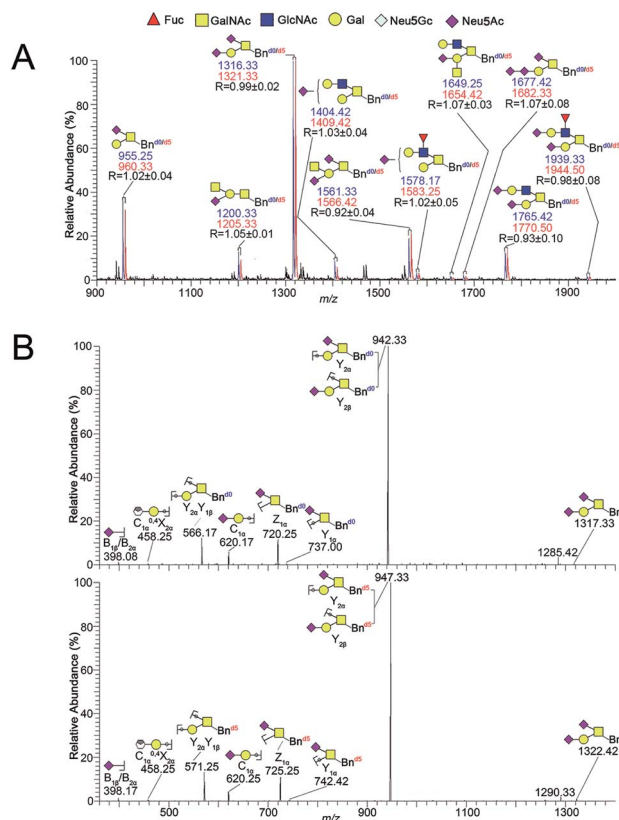 Fuc GalNAc GlcNAc Gal Neu5Gc Neu5Ac
A
Relative Abundance (%)
100
80
60
40
20
0
900 1100 1300 1500 1700 1900
m/z
Bnd0/d5
955.25
960.33
R=1.02±0.04
Bnd0/d5
1200.33
1205.33
R=1.05±0.01
Bnd0/d5
1316.33
1321.33
R=0.99±0.02
Bnd0/d5
1404.42
1409.42
R=1.03±0.04
Bnd0/d5
1561.33
1566.42
R=0.92±0.04
Bnd0/d5
1578.17
1583.25
R=1.02±0.05
Bnd0/d5
1649.25
1654.42
R=1.07±0.03
Bnd0/d5
1677.42
1682.33
R=1.07±0.08
Bnd0/d5
1765.42
1770.50
R=0.93±0.10
Bnd0/d5
1939.33
1944.50
R=0.98±0.08
B
Relative Abundance (%)
100
80
60
40
20
0
B1β/B2α
398.08
C1α 0,4X2α
458.25
Bnd0
Y2αY1β
566.17
C1α
620.17
Bnd0
Z1α
720.25
Bnd0
Y1α
737.00
Bnd0
Y2α
Bnd0
Y2β
942.33
1285.42
Bn
1317.33
Relative Abundance (%)
100
80
60
40
20
0
B1β/B2α
398.17
C1α 0,4X2α
458.25
Bnd5
Y2αY1β
571.25
C1α
620.25
Bnd5
Z1α
725.25
Bnd5
Y1α
742.42
Bnd5
Y2α
Bnd5
Y2β
947.33
1290.33
Bn
1322.42
500 700 900 1100 1300
m/z